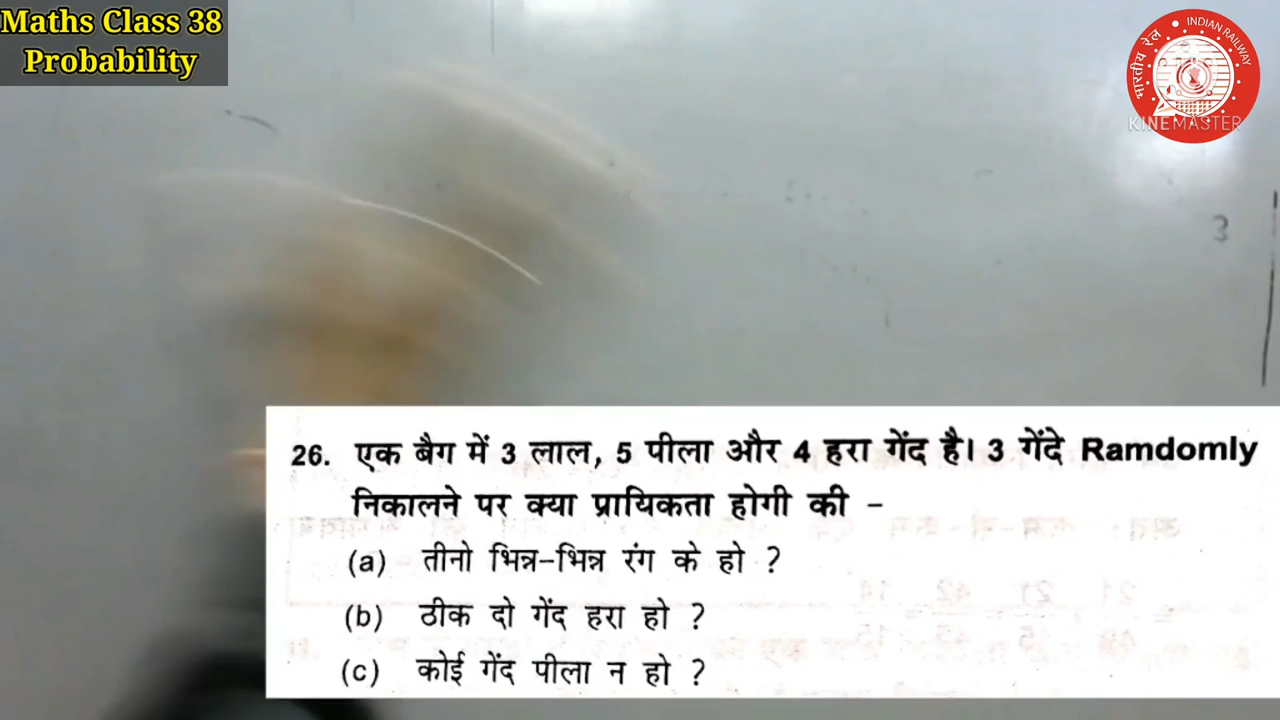 Maths Class 38
Probability
भारतीय रेल
INDIAN RAILWAY
KINEMASTER
3
26. एक बैग में 3 लाल, 5 पीला और 4 हरा गेंद है। 3 गेंदे Ramdomly
निकालने पर क्या प्रायिकता होगी की –
(a) तीनो भिन्न-भिन्न रंग के हो ?
(b) ठीक दो गेंद हरा हो ?
(c) कोई गेंद पीला न हो ?